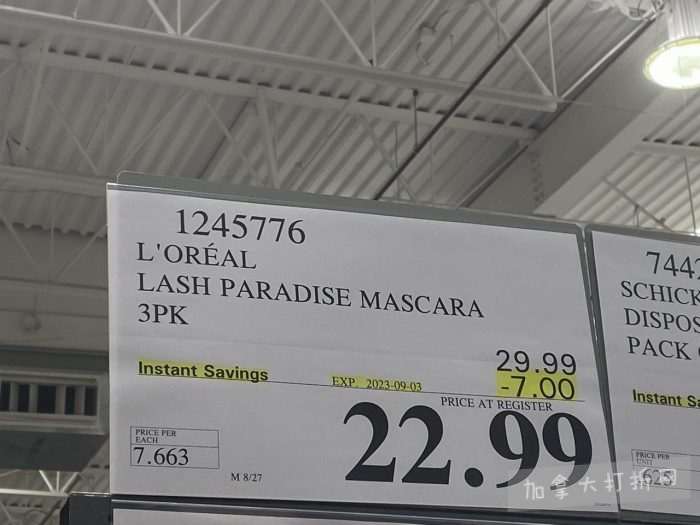 1245776
L'ORÉAL
LASH PARADISE MASCARA
3PK
29.99
Instant Savings
EXP. 2023-09-03
-7.00
PRICE AT REGISTER
22.99
PRICE PER
EACH
7.663
M 8/27
744
SCHICK
DISPOS
PACK
Instant Sa
PRICE PER
UNIT
.625
加拿大打折网